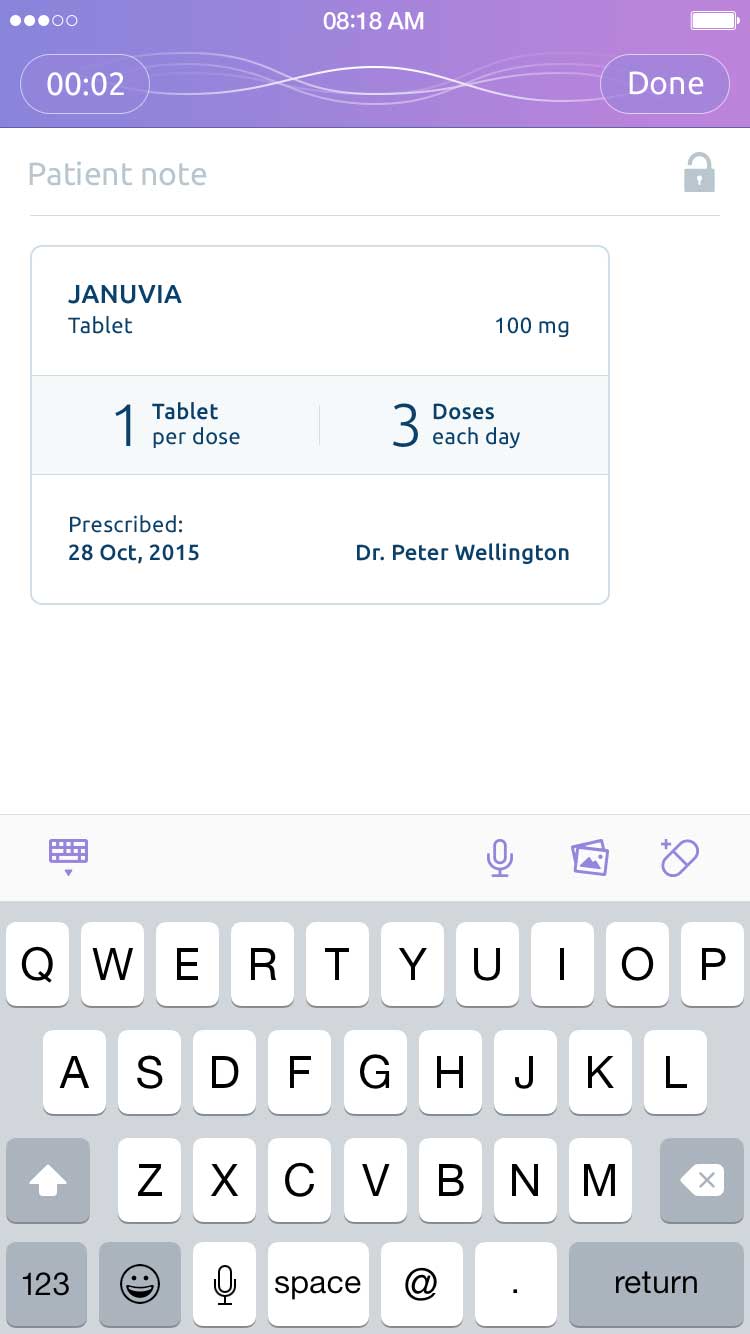 08:18 AM
00:02
Done
Patient note
JANUVIA
Tablet
100 mg
1 Tablet per dose
3 Doses each day
Prescribed:
28 Oct, 2015
Dr. Peter Wellington
Q W E R T Y U I O P
A S D F G H J K L
Z X C V B N M
123 space @ . return